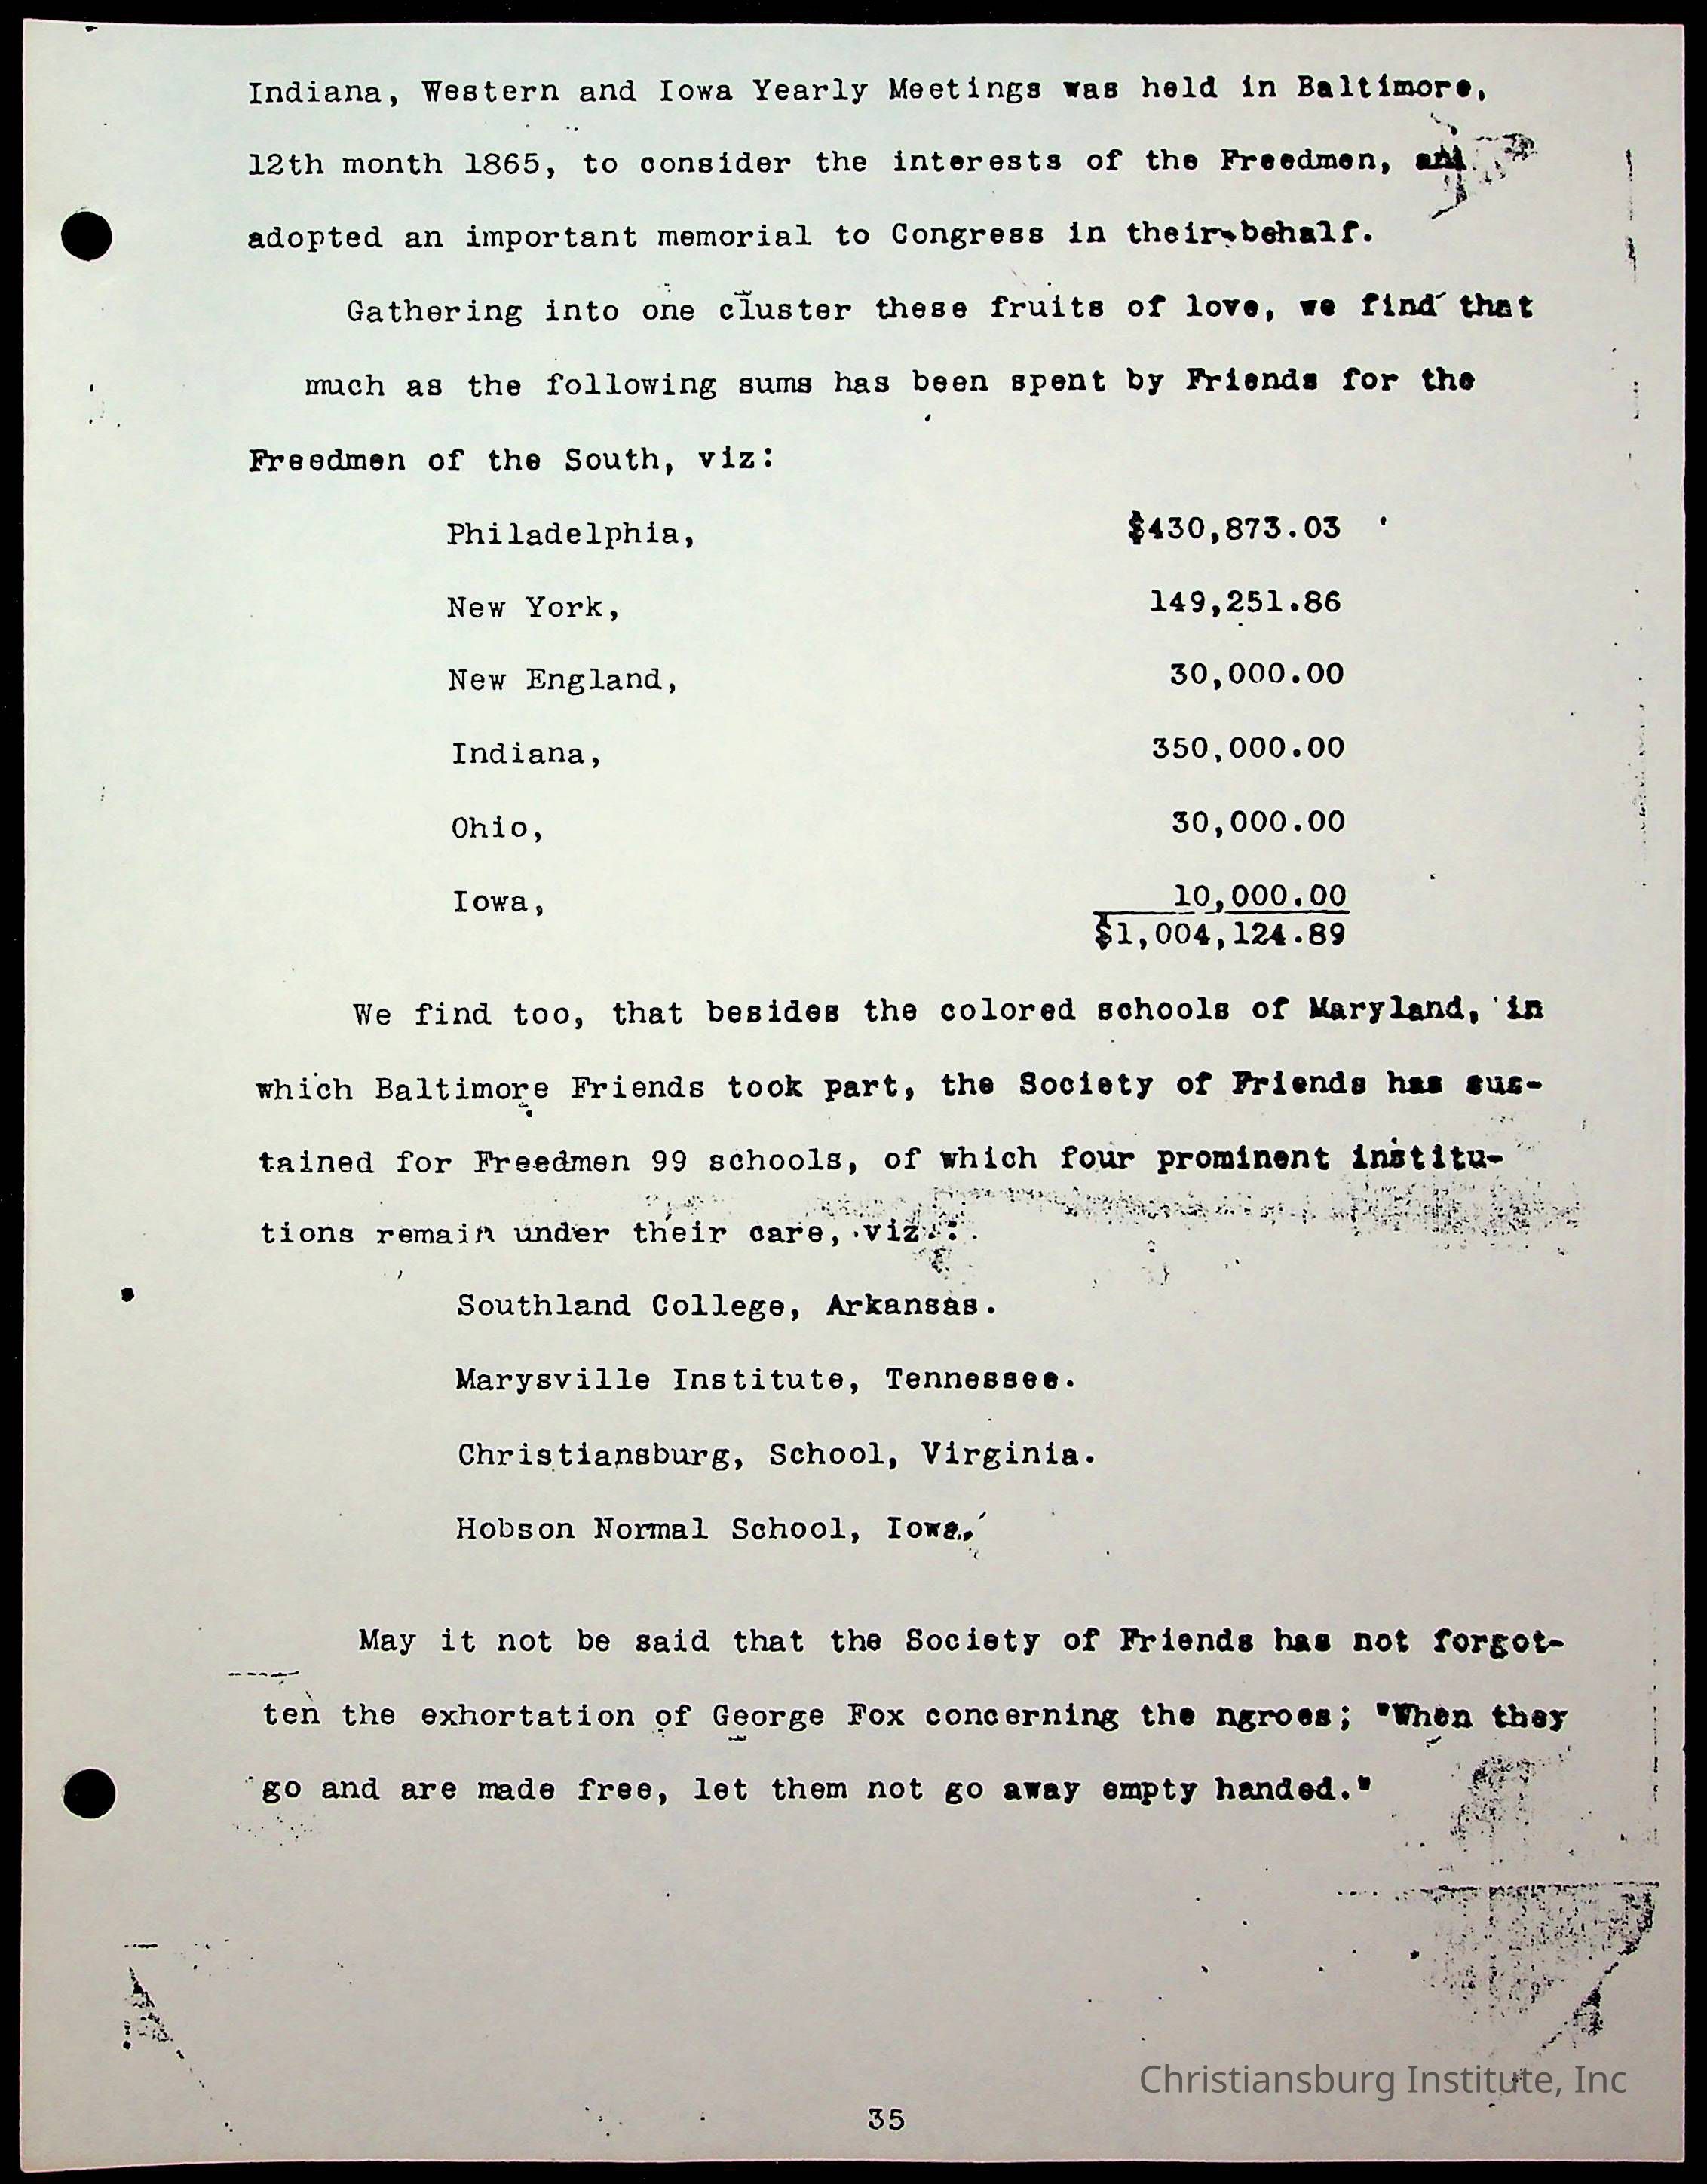 Indiana, Western and Iowa Yearly Meetings was held in Baltimore,
12th month 1865, to consider the interests of the Freedmen, and
adopted an important memorial to Congress in their behalf.
Gathering into one cluster these fruits of love, we find that
much as the following sums has been spent by Friends for the
Freedmen of the South, viz:
Philadelphia, $430,873.03
New York, 149,251.86
New England, 30,000.00
Indiana, 350,000.00
Ohio, 30,000.00
Iowa, 10,000.00
$1,004,124.89
We find too, that besides the colored schools of Maryland, in
which Baltimore Friends took part, the Society of Friends has sus-
tained for Freedmen 99 schools, of which four prominent institu-
tions remain under their care, viz.:
Southland College, Arkansas.
Marysville Institute, Tennessee.
Christiansburg, School, Virginia.
Hobson Normal School, Iowa.
May it not be said that the Society of Friends has not forgot-
ten the exhortation of George Fox concerning the ngroes; "When they
go and are made free, let them not go away empty handed."
Christiansburg Institute, Inc
35